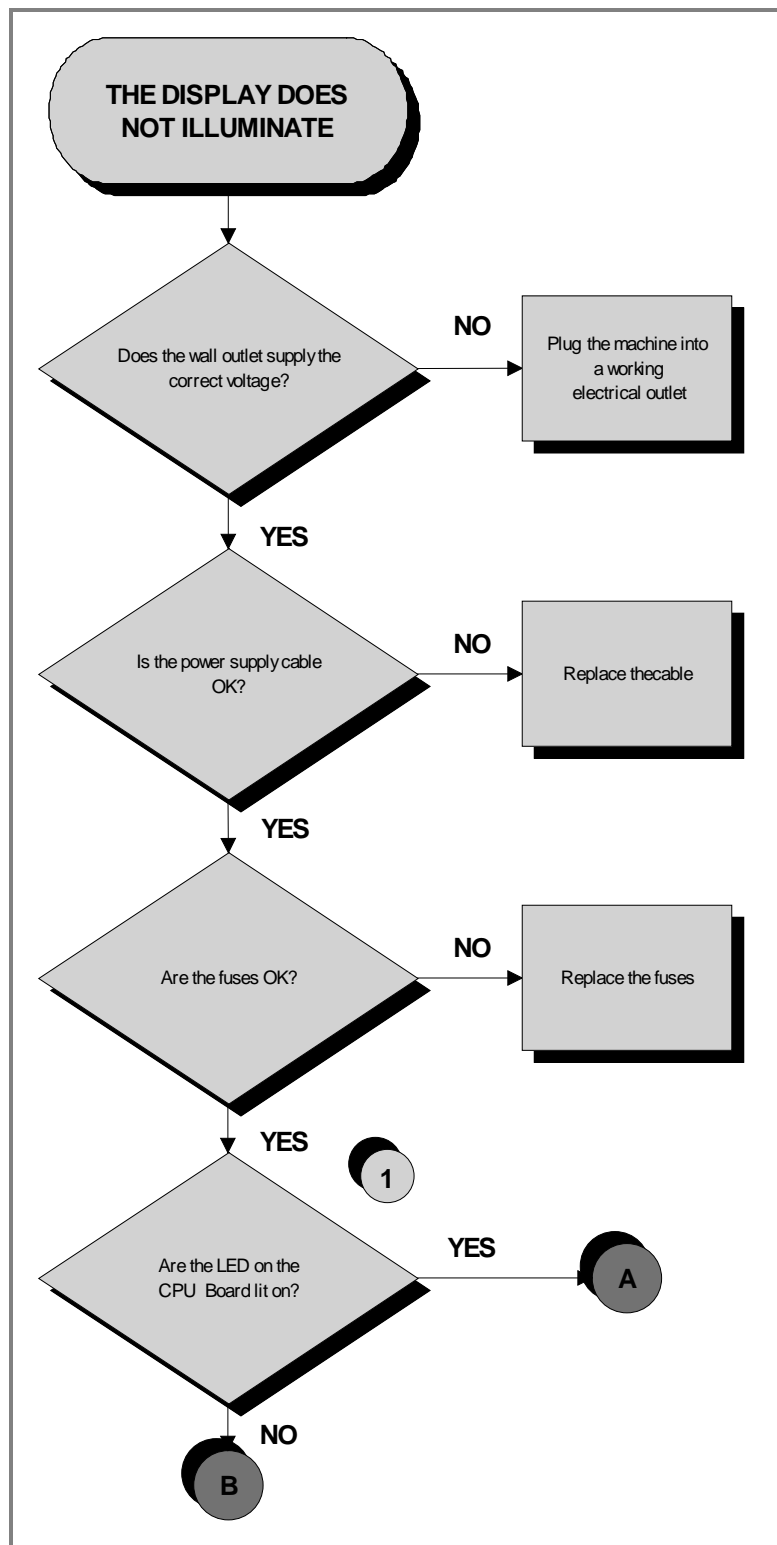 THE DISPLAY DOES
NOT ILLUMINATE
Does the wall outlet supply the
correct voltage?
NO
Plug the machine into
a working
electrical outlet
YES
Is the power supply cable
OK?
NO
Replace thecable
YES
Are the fuses OK?
NO
Replace the fuses
YES
1
Are the LED on the
CPU Board lit on?
YES
A
NO
B